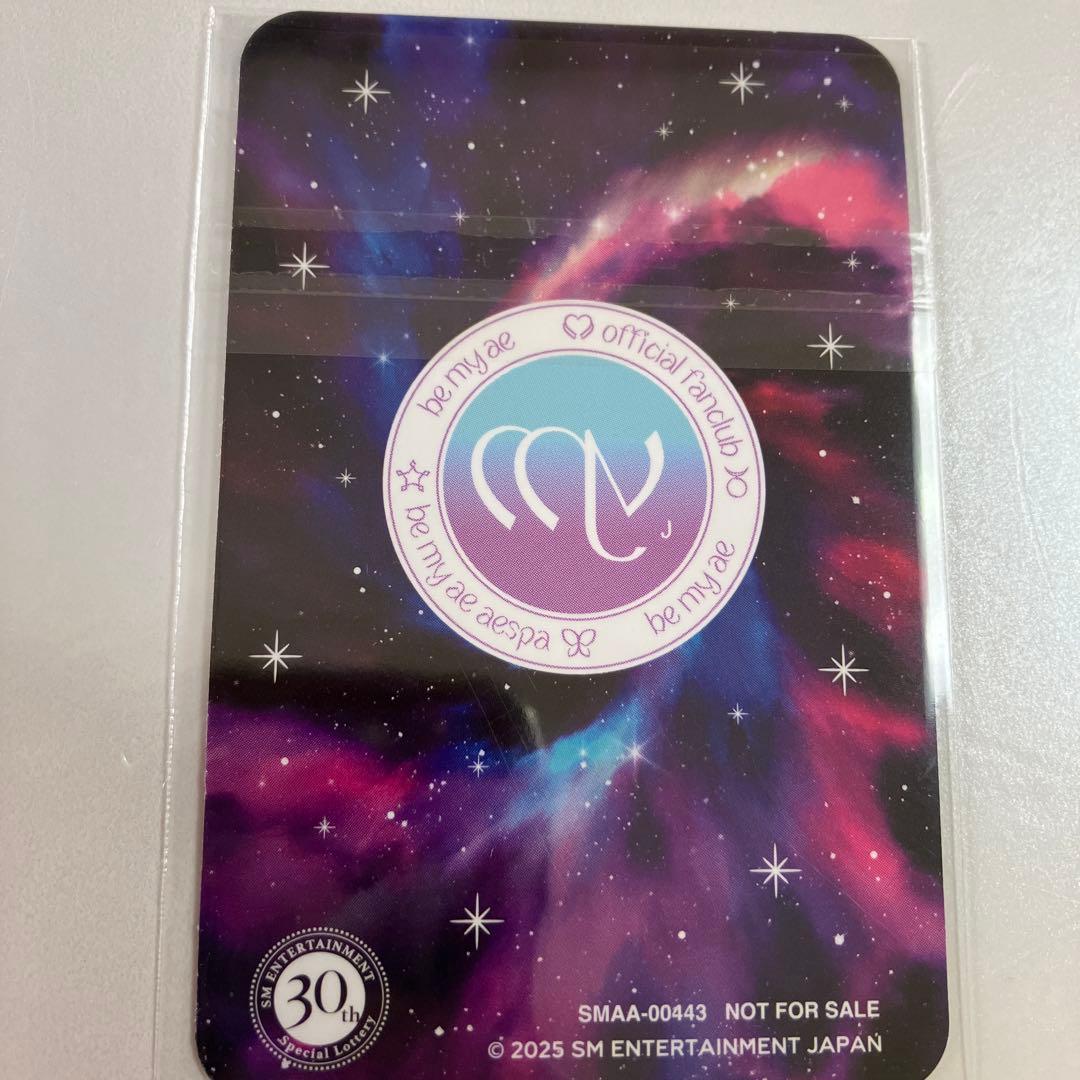 be my ae
official fanclub
be my ae
be my ae aespa
my
J
SM ENTERTAINMENT
30th
Special Lottery
SMAA-00443 NOT FOR SALE
© 2025 SM ENTERTAINMENT JAPAN